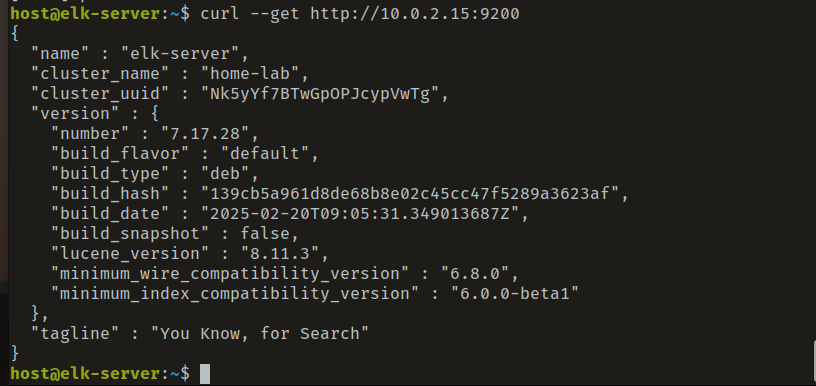 host@elk-server:~$ curl --get http://10.0.2.15:9200
{
  "name" : "elk-server",
  "cluster_name" : "home-lab",
  "cluster_uuid" : "Nk5yYf7BTwGpOPJcypVwTg",
  "version" : {
    "number" : "7.17.28",
    "build_flavor" : "default",
    "build_type" : "deb",
    "build_hash" : "139cb5a961d8de68b8e02c45cc47f5289a3623af",
    "build_date" : "2025-02-20T09:05:31.349013687Z",
    "build_snapshot" : false,
    "lucene_version" : "8.11.3",
    "minimum_wire_compatibility_version" : "6.8.0",
    "minimum_index_compatibility_version" : "6.0.0-beta1"
  },
  "tagline" : "You Know, for Search"
}
host@elk-server:~$